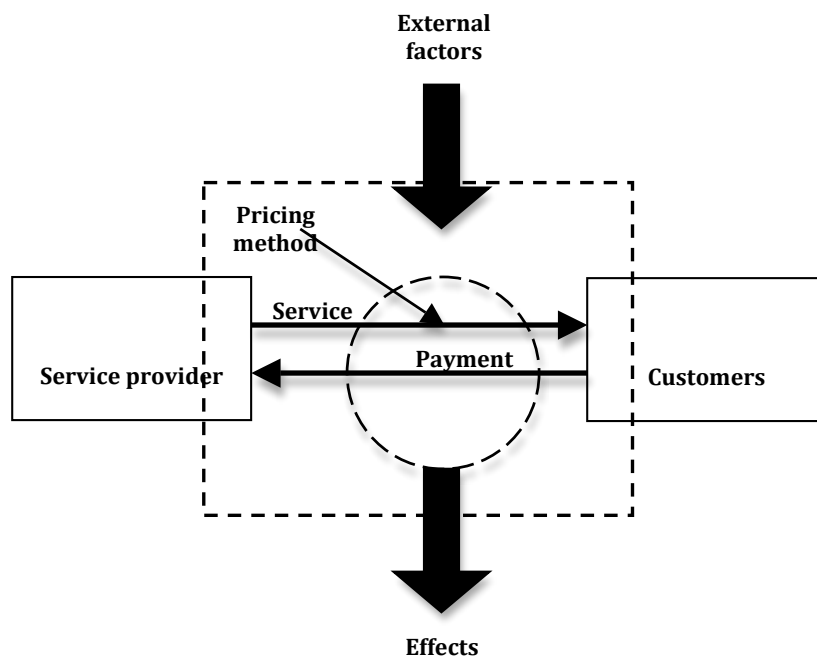 External
factors
Pricing
method
Service
Payment
Service provider
Customers
Effects